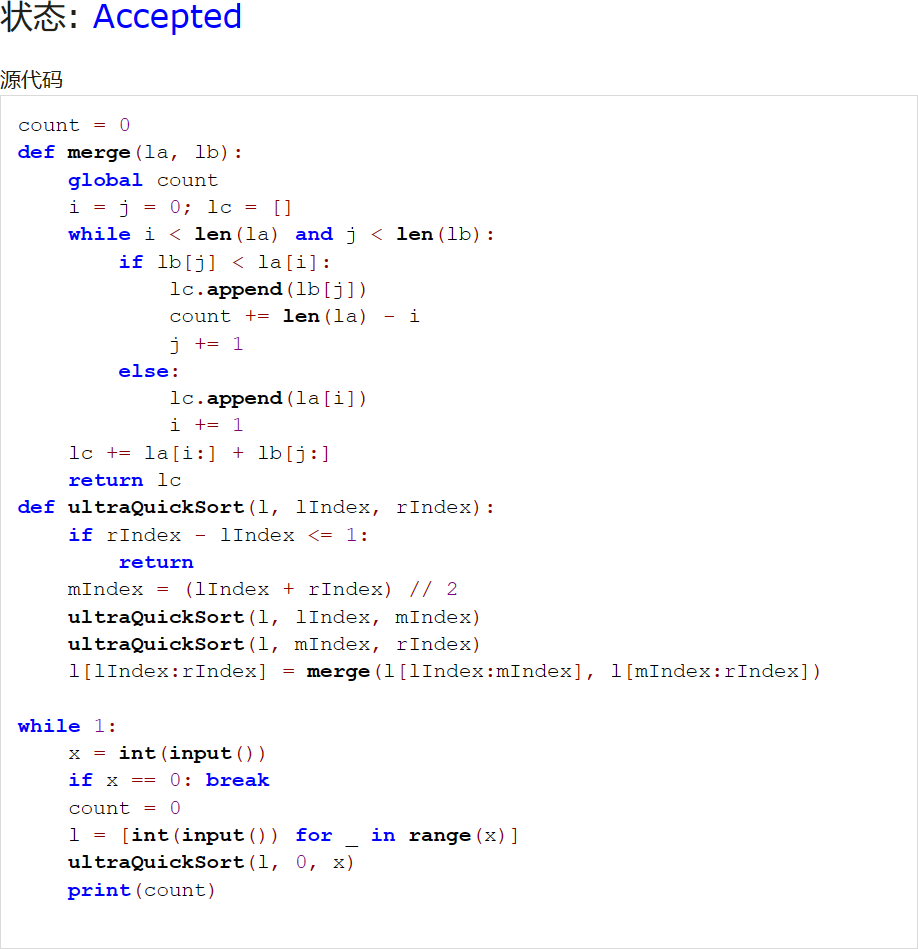 状态: Accepted
源代码
count = 0
def merge(la, lb):
    global count
    i = j = 0; lc = []
    while i < len(la) and j < len(lb):
        if lb[j] < la[i]:
            lc.append(lb[j])
            count += len(la) - i
            j += 1
        else:
            lc.append(la[i])
            i += 1
    lc += la[i:] + lb[j:]
    return lc
def ultraQuickSort(l, lIndex, rIndex):
    if rIndex - lIndex <= 1:
        return
    mIndex = (lIndex + rIndex) // 2
    ultraQuickSort(l, lIndex, mIndex)
    ultraQuickSort(l, mIndex, rIndex)
    l[lIndex:rIndex] = merge(l[lIndex:mIndex], l[mIndex:rIndex])

while 1:
    x = int(input())
    if x == 0: break
    count = 0
    l = [int(input()) for _ in range(x)]
    ultraQuickSort(l, 0, x)
    print(count)